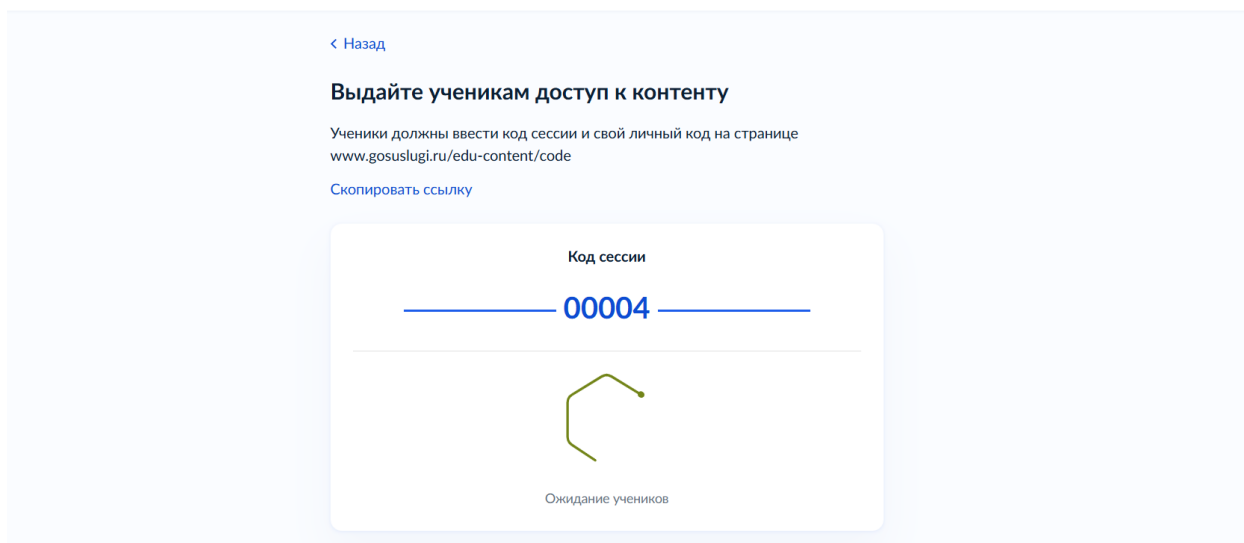 Назад
Выдайте ученикам доступ к контенту
Ученики должны ввести код сессии и свой личный код на странице
www.gosuslugi.ru/edu-content/code
Скопировать ссылку
Код сессии
00004
Ожидание учеников